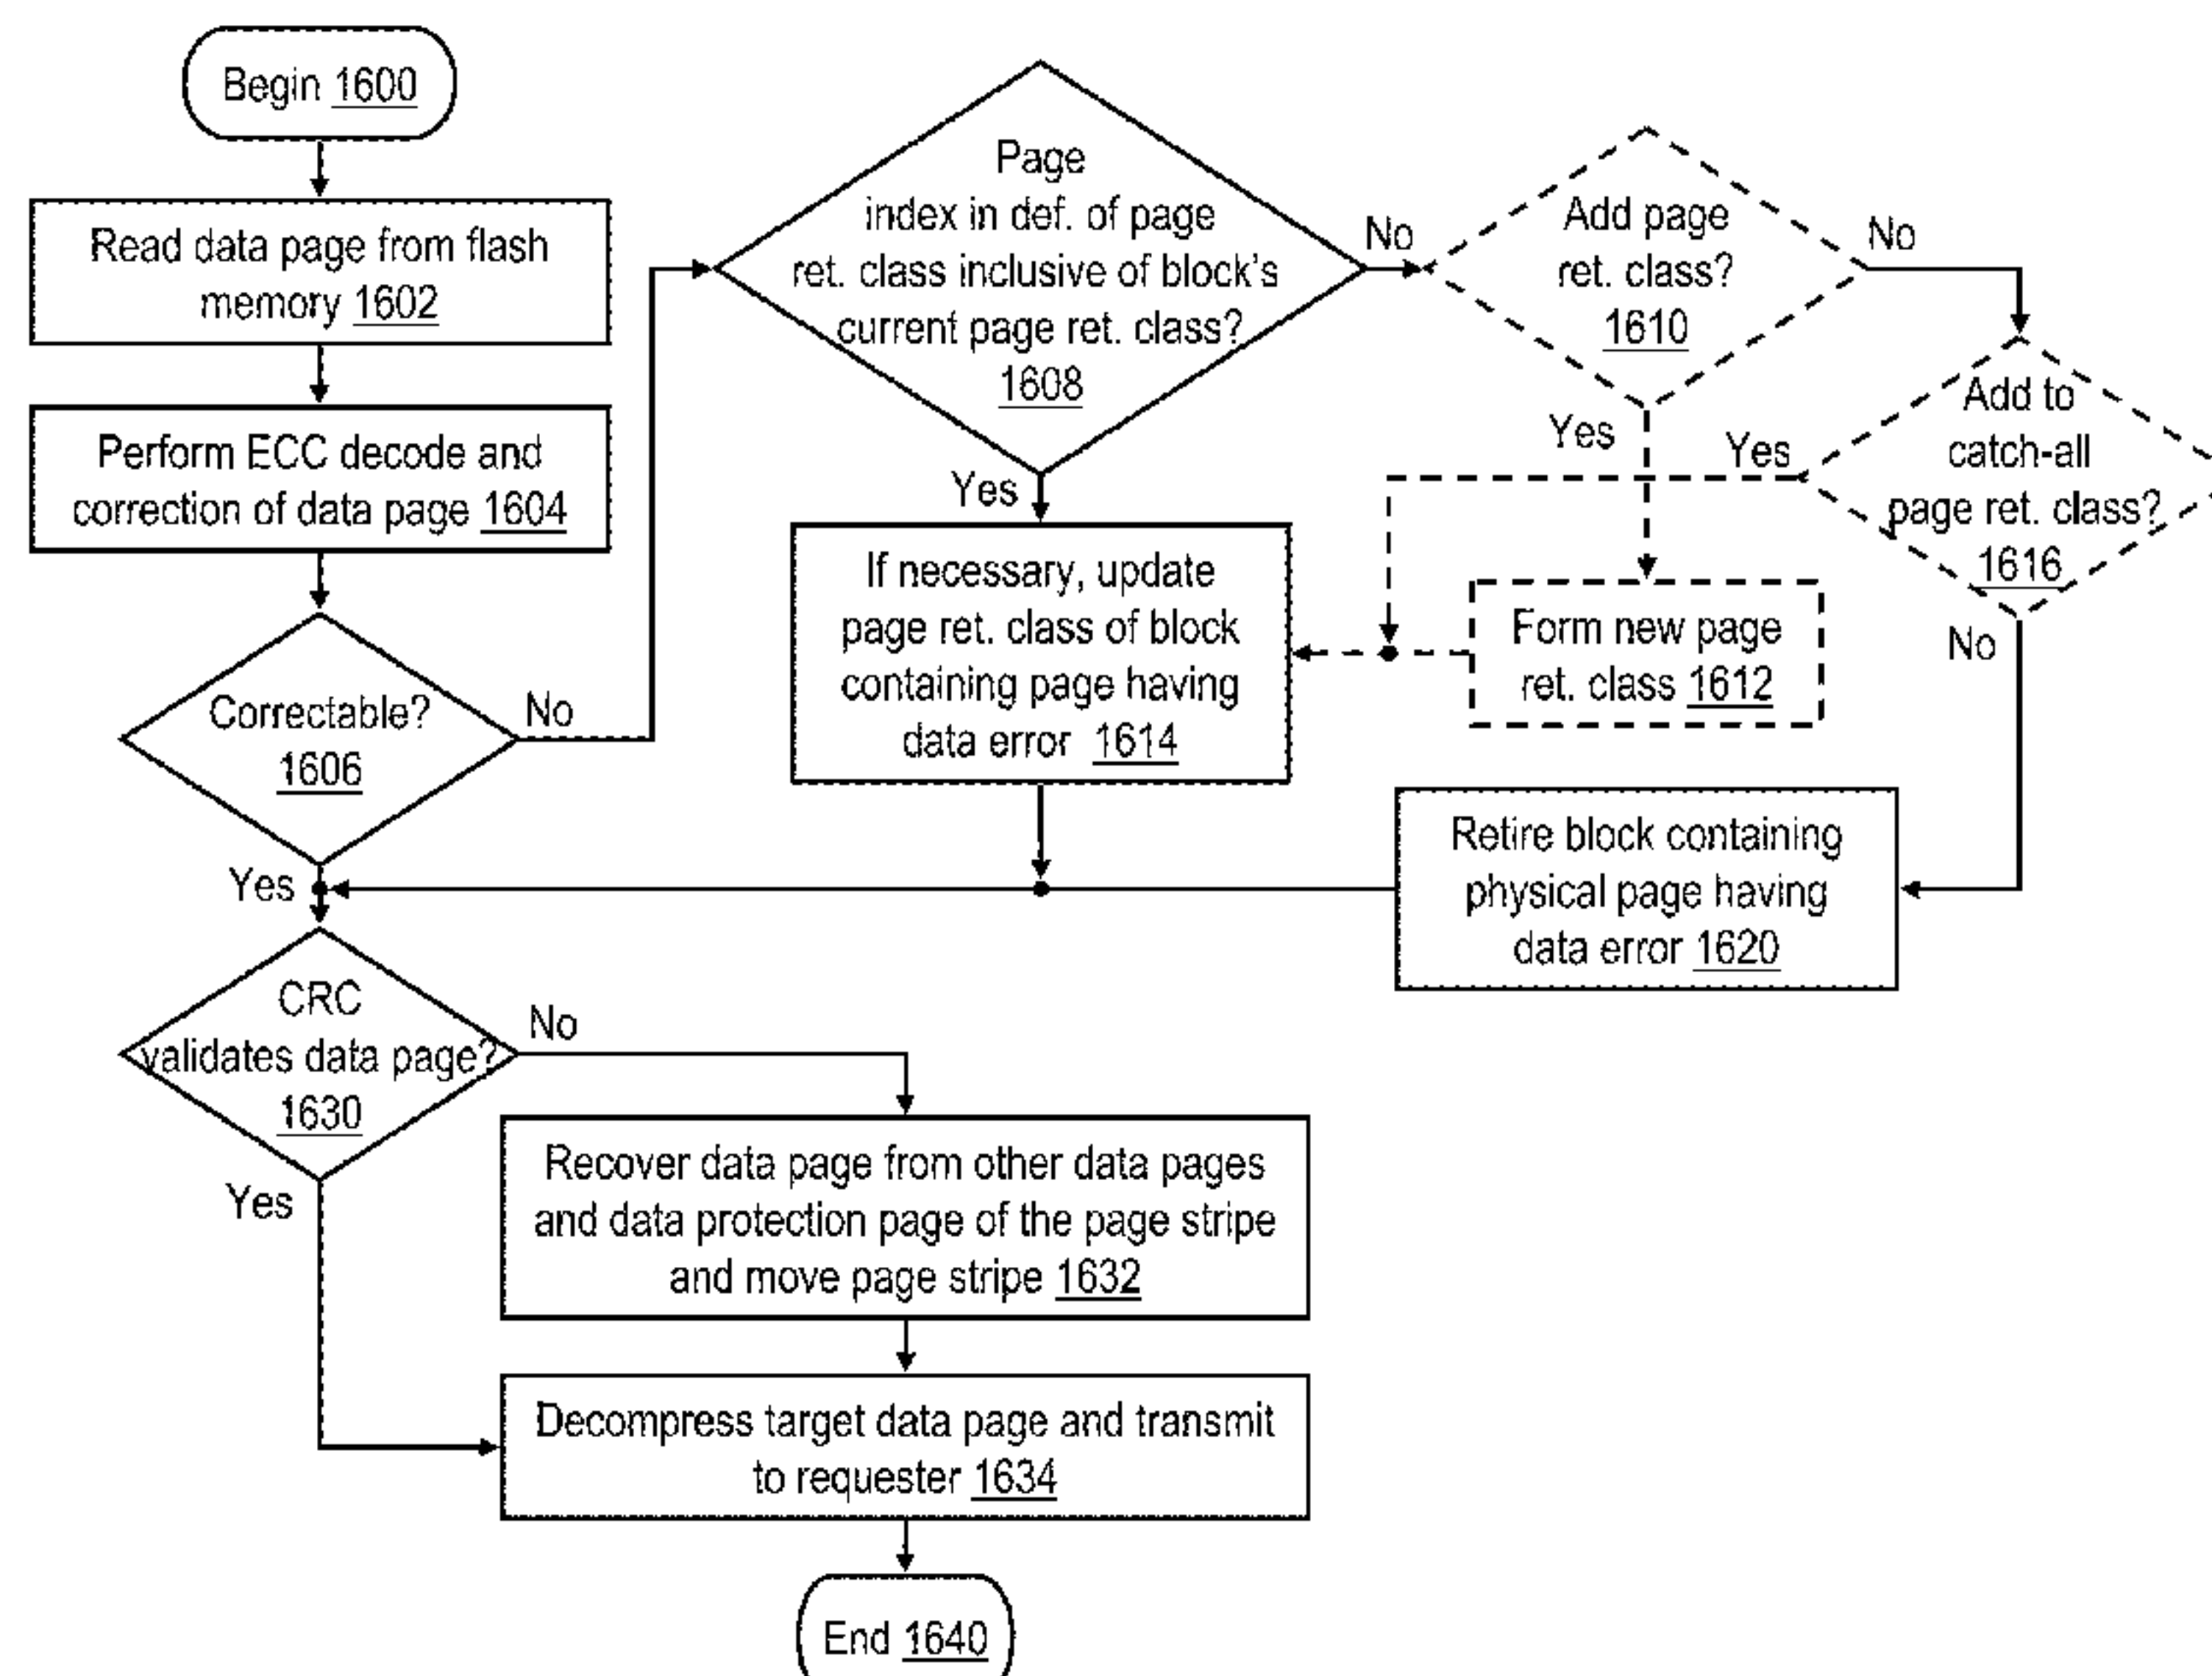 Begin 1600
Read data page from flash
memory 1602
Perform ECC decode and
correction of data page 1604
Correctable?
1606
No
Yes
Page
index in def. of page
ret. class inclusive of block's
current page ret. class?
1608
No
Yes
Add page
ret. class?
1610
No
Yes
Add to
catch-all
page ret. class?
1616
Yes
No
Form new page
ret. class 1612
If necessary, update
page ret. class of block
containing page having
data error 1614
Retire block containing
physical page having
data error 1620
CRC
validates data page?
1630
No
Yes
Recover data page from other data pages
and data protection page of the page stripe
and move page stripe 1632
Decompress target data page and transmit
to requester 1634
End 1640